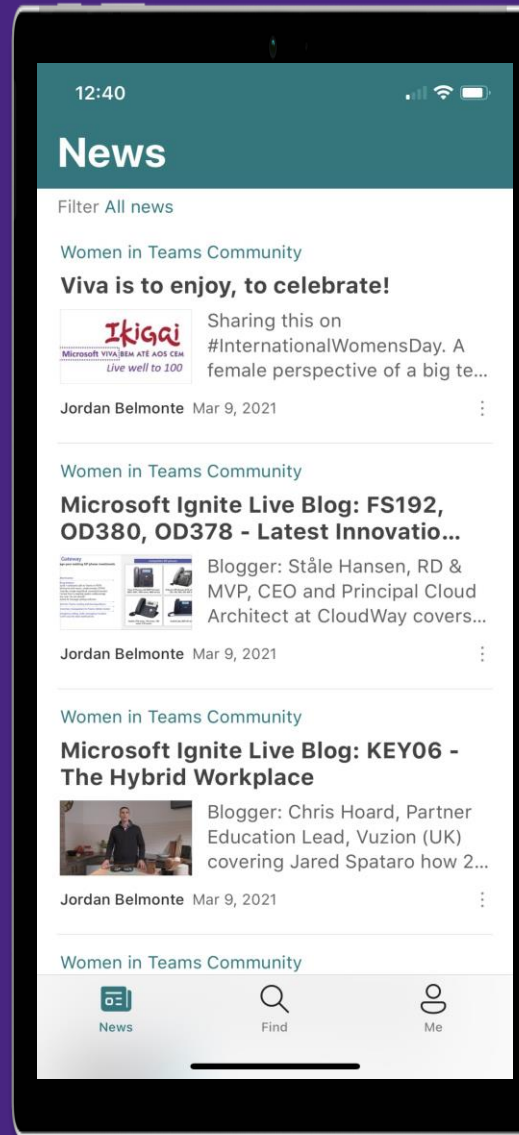 12:40
News
Filter All news
Women in Teams Community
Viva is to enjoy, to celebrate!
Ikigai
Microsoft VIVA BEM ATÉ AOS CEM
Live well to 100
Sharing this on
#InternationalWomensDay. A
female perspective of a big te...
Jordan Belmonte Mar 9, 2021
Women in Teams Community
Microsoft Ignite Live Blog: FS192,
OD380, OD378 - Latest Innovatio...
Gateway
Blogger: Ståle Hansen, RD &
MVP, CEO and Principal Cloud
Architect at CloudWay covers...
Jordan Belmonte Mar 9, 2021
Women in Teams Community
Microsoft Ignite Live Blog: KEY06 -
The Hybrid Workplace
Blogger: Chris Hoard, Partner
Education Lead, Vuzion (UK)
covering Jared Spataro how 2...
Jordan Belmonte Mar 9, 2021
Women in Teams Community
News
Find
Me